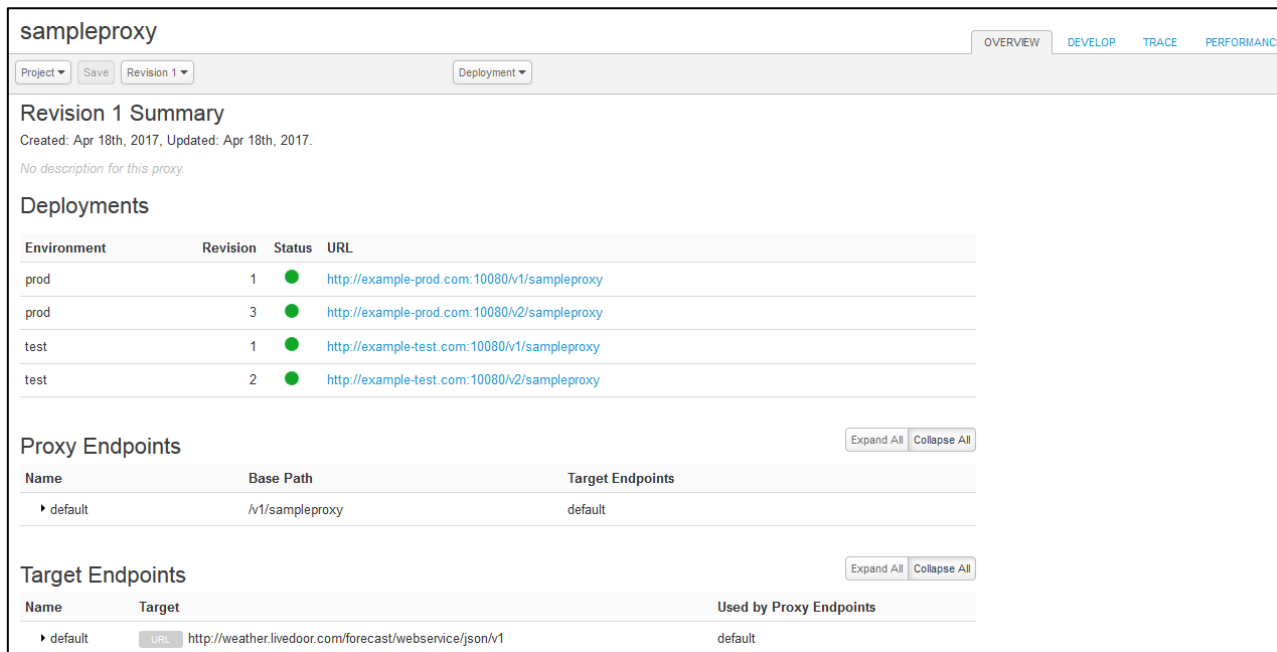 sampleproxy
OVERVIEW DEVELOP TRACE PERFORMANC
Project Save Revision 1 Deployment
Revision 1 Summary
Created: Apr 18th, 2017, Updated: Apr 18th, 2017.
No description for this proxy.
Deployments
Environment Revision Status URL
prod 1 http://example-prod.com:10080/v1/sampleproxy
prod 3 http://example-prod.com:10080/v2/sampleproxy
test 1 http://example-test.com:10080/v1/sampleproxy
test 2 http://example-test.com:10080/v2/sampleproxy
Proxy Endpoints Expand All Collapse All
Name Base Path Target Endpoints
default /v1/sampleproxy default
Target Endpoints Expand All Collapse All
Name Target Used by Proxy Endpoints
default URL http://weather.livedoor.com/forecast/webservice/json/v1 default